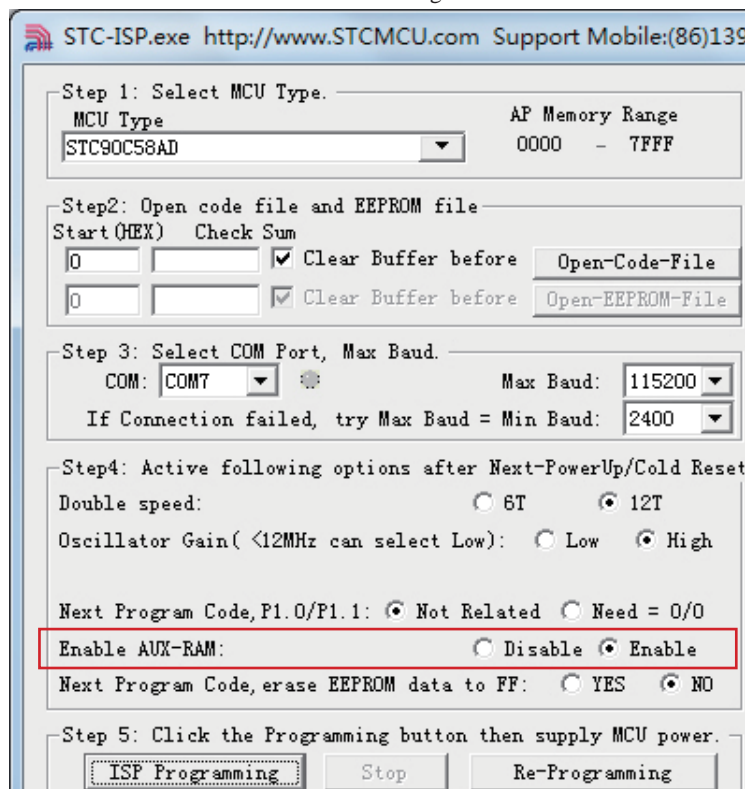 STC-ISP.exe http://www.STCMCU.com Support Mobile:(86)139
Step 1: Select MCU Type.
MCU Type AP Memory Range
STC90C58AD 0000 - 7FFF
Step2: Open code file and EEPROM file
Start(HEX) Check Sum
0 Clear Buffer before Open-Code-File
0 Clear Buffer before Open-EEPROM-File
Step 3: Select COM Port, Max Baud.
COM: COM7 Max Baud: 115200
If Connection failed, try Max Baud = Min Baud: 2400
Step4: Active following options after Next-PowerUp/Cold Reset
Double speed: 6T 12T
Oscillator Gain( <12MHz can select Low): Low High
Next Program Code,P1.0/P1.1: Not Related Need = 0/0
Enable AUX-RAM: Disable Enable
Next Program Code,erase EEPROM data to FF: YES NO
Step 5: Click the Programming button then supply MCU power.
ISP Programming Stop Re-Programming